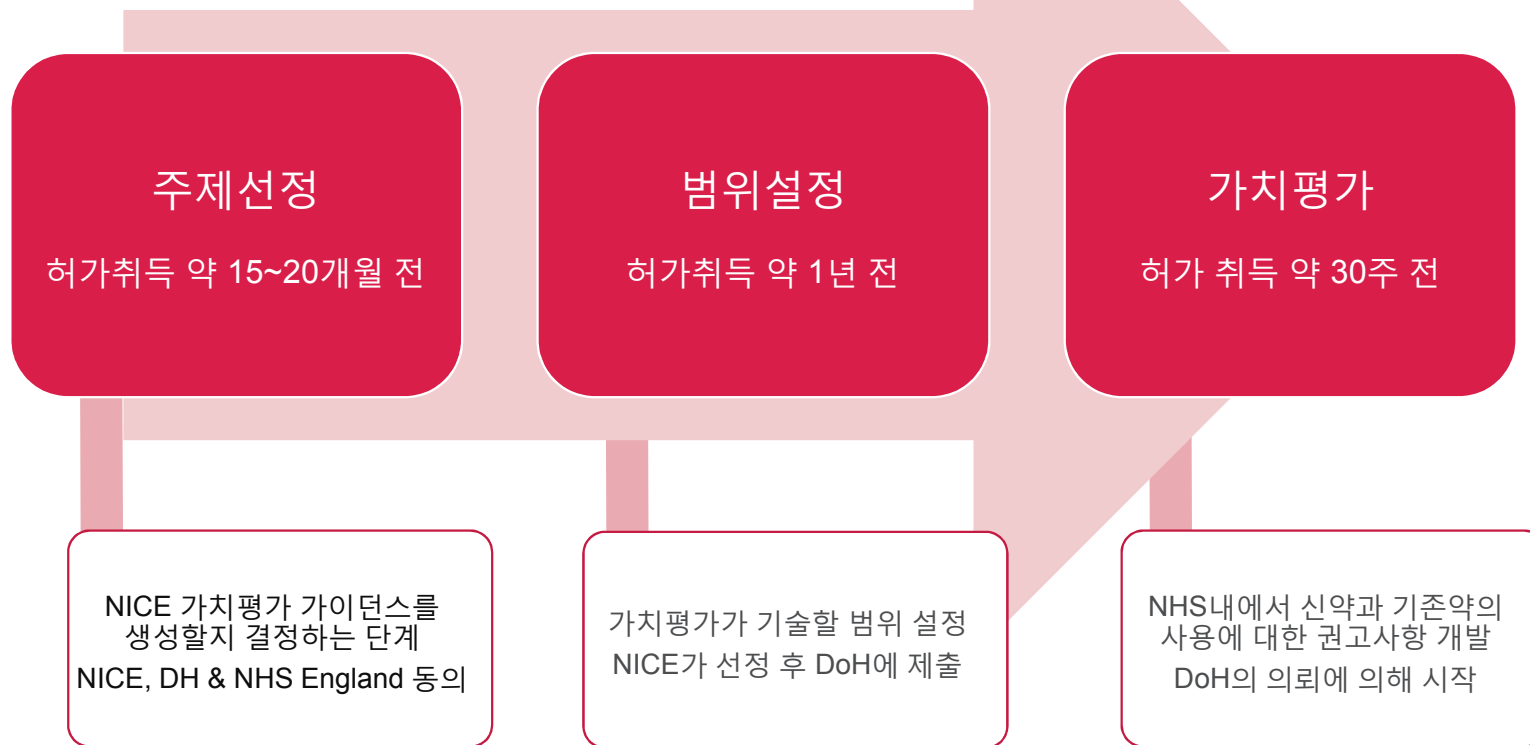 주제선정
허가취득 약 15~20개월 전
범위설정
허가취득 약 1년 전
가치평가
허가 취득 약 30주 전
NICE 가치평가 가이던스를
생성할지 결정하는 단계
NICE, DH & NHS England 동의
가치평가가 기술할 범위 설정
NICE가 선정 후 DoH에 제출
NHS내에서 신약과 기존약의
사용에 대한 권고사항 개발
DoH의 의뢰에 의해 시작